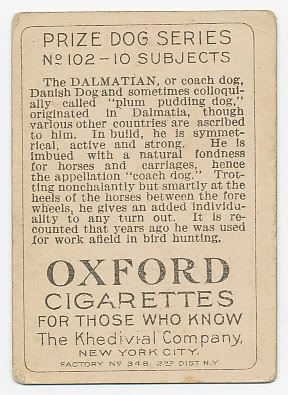 PRIZE DOG SERIES
No 102-10 SUBJECTS
The DALMATIAN, or coach dog,
Danish Dog and sometimes colloqui-
ally called "plum pudding dog,"
originated in Dalmatia, though
various other countries are ascribed
to him. In build, he is symmet-
rical, active and strong. He is
imbued with a natural fondness
for horses and carriages, hence
the appellation "coach dog." Trot-
ting nonchalantly but smartly at the
heels of the horses between the fore
wheels, he gives an added individu-
ality to any turn out. It is re-
counted that years ago he was used
for work afield in bird hunting.
OXFORD
CIGARETTES
FOR THOSE WHO KNOW
The Khedivial Company,
NEW YORK CITY.
FACTORY No 348, 3RD DIST. N.Y.